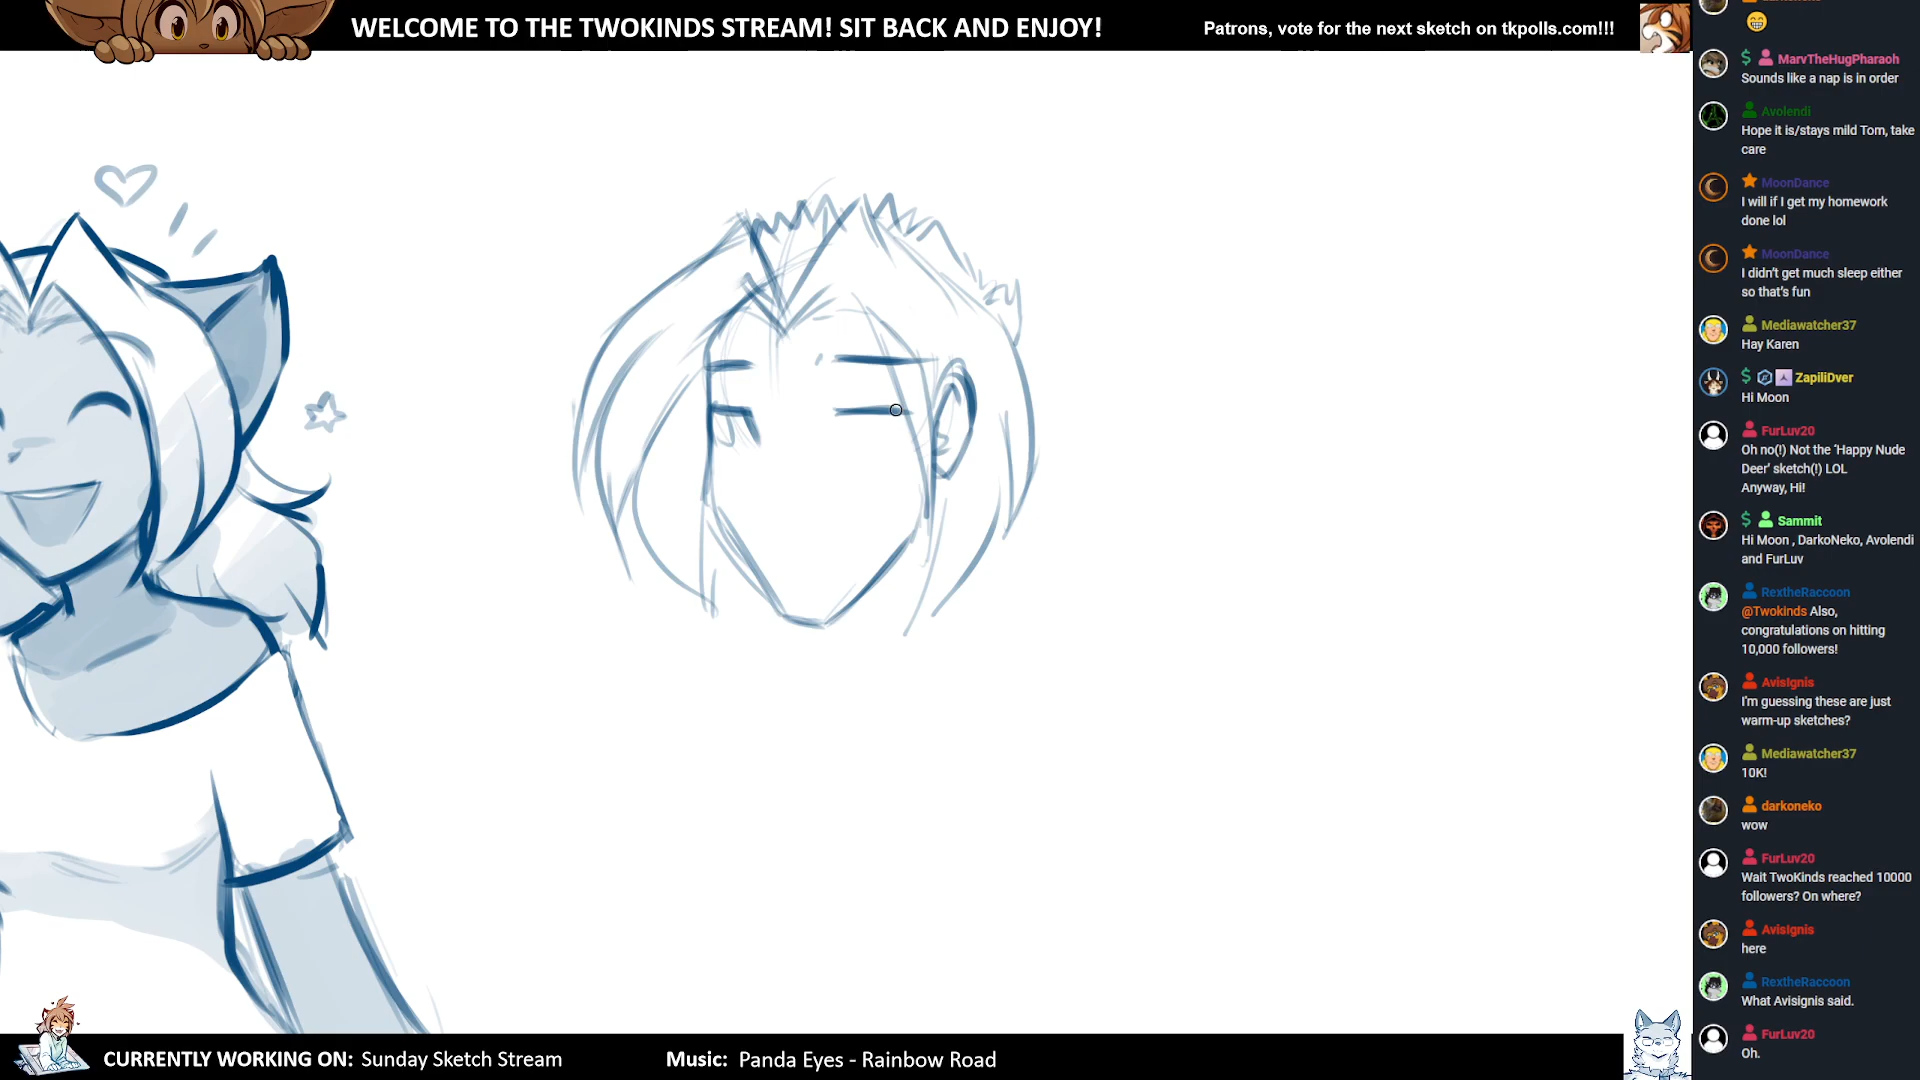 WELCOME TO THE TWOKINDS STREAM! SIT BACK AND ENJOY!
Patrons, vote for the next sketch on tkpolls.com!!!
MarvTheHugPharaoh
Sounds like a nap is in order
Avolendi
Hope it is/stays mild Tom, take
care
MoonDance
I will if I get my homework
done lol
MoonDance
I didn't get much sleep either
so that's fun
Mediawatcher37
Hay Karen
ZapiliDver
Hi Moon
FurLuv20
Oh no(!) Not the 'Happy Nude
Deer' sketch(!) LOL
Anyway, Hi!
Sammit
Hi Moon , DarkoNeko, Avolendi
and FurLuv
RextheRaccoon
@Twokinds Also,
congratulations on hitting
10,000 followers!
AvisIgnis
I'm guessing these are just
warm-up sketches?
Mediawatcher37
10K!
darkoneko
wow
FurLuv20
Wait TwoKinds reached 10000
followers? On where?
AvisIgnis
here
RextheRaccoon
What Avisignis said.
FurLuv20
Oh.
CURRENTLY WORKING ON: Sunday Sketch Stream
Music: Panda Eyes - Rainbow Road